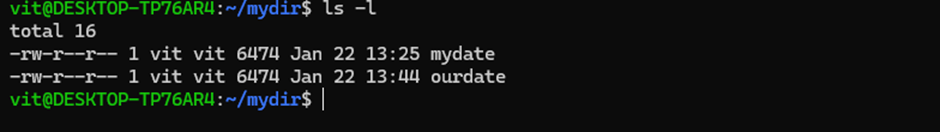 vit@DESKTOP-TP76AR4:~/mydir$ ls -l
total 16
-rw-r--r-- 1 vit vit 6474 Jan 22 13:25 mydate
-rw-r--r-- 1 vit vit 6474 Jan 22 13:44 ourdate
vit@DESKTOP-TP76AR4:~/mydir$